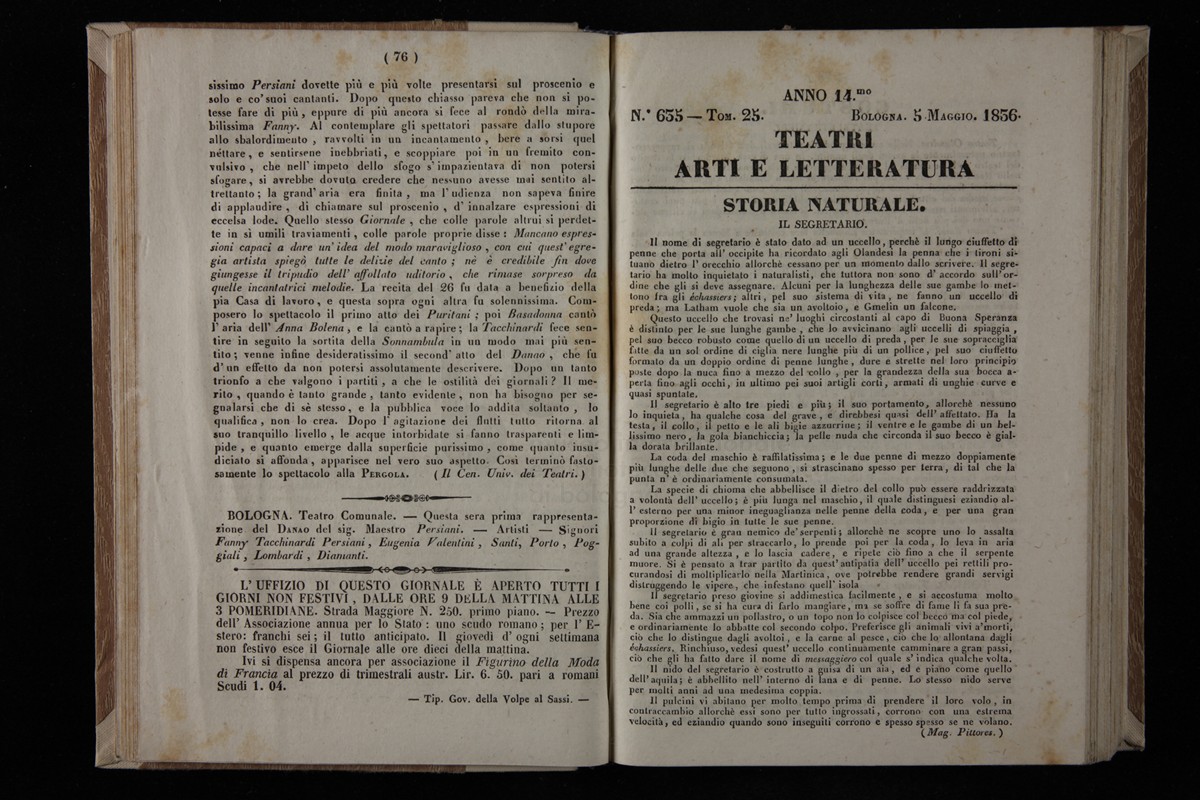 ( 76 )
sissimo Persiani dovette più e più volte presentarsi sul proscenio e
solo e co' suoi cantanti. Dopo questo chiasso pareva che non si po-
tesse fare di più , eppure di più ancora si fece al rondò della mira-
bilissima Fanny. Al contemplare gli spettatori passare dallo stupore
allo sbalordimento , ravvolti in un incantamento , bere a sorsi quel
néttare , e sentirsene inebbriati, e scoppiare poi in un fremito con-
vulsivo , che nell' impeto dello sfogo s' impazientava di non potersi
sfogare, si avrebbe dovuto credere che nessuno avesse mai sentito al-
trettanto ; la grand' aria era finita , ma l' udienza non sapeva finire
di applaudire , di chiamare sul proscenio , d' innalzare espressioni di
eccelsa lode. Quello stesso Giornale , che colle parole altrui si perdet-
te in sì umili traviamenti , colle parole proprie disse : Mancano espres-
sioni capaci a dare un' idea del modo maraviglioso , con cui quest' egre-
gia artista spiegò tutte le delizie del canto ; nè è credibile fin dove
giungesse il tripudio dell' affollato uditorio , che rimase sorpreso da
quelle incantatrici melodie. La recita del 26 fu data a benefizio della
pia Casa di lavoro, e questa sopra ogni altra fu solennissima. Com-
posero lo spettacolo il primo atto dei Puritani ; poi Basadonna cantò
l' aria dell' Anna Bolena , e la cantò a rapire ; la Tacchinardi fece sen-
tire in seguito la sortita della Sonnambula in un modo mai più sen-
tito ; venne infine desideratissimo il second' atto del Danao , che fu
d' un effetto da non potersi assolutamente descrivere. Dopo un tanto
trionfo a che valgono i partiti , a che le ostilità dei giornali ? Il me-
rito , quando è tanto grande , tanto evidente , non ha bisogno per se-
gnalarsi che di sè stesso , e la pubblica voce lo addita soltanto , lo
qualifica , non lo crea. Dopo l' agitazione dei flutti tutto ritorna al
suo tranquillo livello , le acque intorbidate si fanno trasparenti e lim-
pide , e quanto emerge dalla superficie purissimo , come quanto insu-
diciato si affonda , apparisce nel vero suo aspetto. Così terminò fasto-
samente lo spettacolo alla PERGOLA. ( Il Cen. Univ. dei Teatri. )
BOLOGNA. Teatro Comunale. — Questa sera prima rappresenta-
zione del DANAO del sig. Maestro Persiani. — Artisti — Signori
Fanny Tacchinardi Persiani , Eugenia Valentini , Santi, Porto , Pog-
giali , Lombardi , Diamanti.
L' UFFIZIO DI QUESTO GIORNALE È APERTO TUTTI I
GIORNI NON FESTIVI , DALLE ORE 9 DELLA MATTINA ALLE
3 POMERIDIANE. Strada Maggiore N. 250. primo piano. — Prezzo
dell' Associazione annua per lo Stato : uno scudo romano ; per l' E-
stero: franchi sei ; il tutto anticipato. Il giovedì d' ogni settimana
non festivo esce il Giornale alle ore dieci della mattina.
Ivi si dispensa ancora per associazione il Figurino della Moda
di Francia al prezzo di trimestrali austr. Lir. 6. 50. pari a romani
Scudi 1. 04.
— Tip. Gov. della Volpe al Sassi. —
ANNO 14.mo
N.° 635 — TOM. 25. BOLOGNA. 5 MAGGIO. 1836.
TEATRI
ARTI E LETTERATURA
STORIA NATURALE.
IL SEGRETARIO.
Il nome di segretario è stato dato ad un uccello, perchè il lungo ciuffetto di
penne che porta all' occipite ha ricordato agli Olandesi la penna che i tironi si-
tuano dietro l' orecchio allorchè cessano per un momento dallo scrivere. Il segre-
tario ha molto inquietato i naturalisti, che tuttora non sono d' accordo sull' or-
dine che gli si deve assegnare. Alcuni per la lunghezza delle sue gambe lo met-
tono fra gli échassiers ; altri , pel suo sistema di vita , ne fanno un uccello di
preda ; ma Latham vuole che sia un avoltoio , e Gmelin un falcone.
Questo uccello che trovasi ne' luoghi circostanti al capo di Buona Speranza
è distinto per le sue lunghe gambe , che lo avvicinano agli uccelli di spiaggia ,
pel suo becco robusto come quello di un uccello di preda , per le sue sopracciglia
fatte da un sol ordine di ciglia nere lunghe più di un pollice, pel suo ciuffetto
formato da un doppio ordine di penne lunghe , dure e strette nel loro principio
poste dopo la nuca fino a mezzo del collo , per la grandezza della sua bocca a-
perta fino agli occhi, in ultimo pei suoi artigli corti, armati di unghie curve e
quasi spuntate.
Il segretario è alto tre piedi e più ; il suo portamento, allorchè nessuno
lo inquieta , ha qualche cosa del grave , e direbbesi quasi dell' affettato. Ha la
testa , il collo , il petto e le ali bigie azzurrine ; il ventre e le gambe di un bel-
lissimo nero , la gola bianchiccia ; la pelle nuda che circonda il suo becco è gial-
la dorata brillante.
La coda del maschio è raffilatissima ; e le due penne di mezzo doppiamente
più lunghe delle due che seguono , si strascinano spesso per terra, di tal che la
punta n' è ordinariamente consumata.
La specie di chioma che abbellisce il dietro del collo può essere raddrizzata
a volontà dell' uccello ; è più lunga nel maschio, il quale distinguesi eziandio al-
l' esterno per una minor ineguaglianza nelle penne della coda , e per una gran
proporzione di bigio in tutte le sue penne.
Il segretario è gran nemico de' serpenti ; allorchè ne scopre uno lo assalta
subito a colpi di ali per straccarlo, lo prende poi per la coda , lo leva in aria
ad una grande altezza , e lo lascia cadere, e ripete ciò fino a che il serpente
muore. Si è pensato a trar partito da quest' antipatia dell' uccello pei rettili pro-
curandosi di moltiplicarlo nella Martinica , ove potrebbe rendere grandi servigi
distruggendo le vipere, che infestano quell' isola
Il segretario preso giovine si addimestica facilmente , e si accostuma molto
bene coi polli, se si ha cura di farlo mangiare, ma se soffre di fame li fa sua pre-
da. Sia che ammazzi un pollastro, o un topo non lo colpisce col becco ma col piede,
e ordinariamente lo abbatte col secondo colpo. Preferisce gli animali vivi a' morti,
ciò che lo distingue dagli avoltoi , e la carne al pesce, ciò che lo allontana dagli
échassiers. Rinchiuso, vedesi quest' uccello continuamente camminare a gran passi,
ciò che gli ha fatto dare il nome di messaggiero col quale s' indica qualche volta.
Il nido del segretario è costrutto a guisa di un aia, ed è piano come quello
dell' aquila ; è abbellito nell' interno di lana e di penne. Lo stesso nido serve
per molti anni ad una medesima coppia.
Il pulcini vi abitano per molto tempo prima di prendere il loro volo , in
contraccambio allorchè essi sono per tutto ingrossati, corrono con una estrema
velocità, ed eziandio quando sono inseguiti corrono e spesso spesso se ne volano.
( Mag. Pittores. )